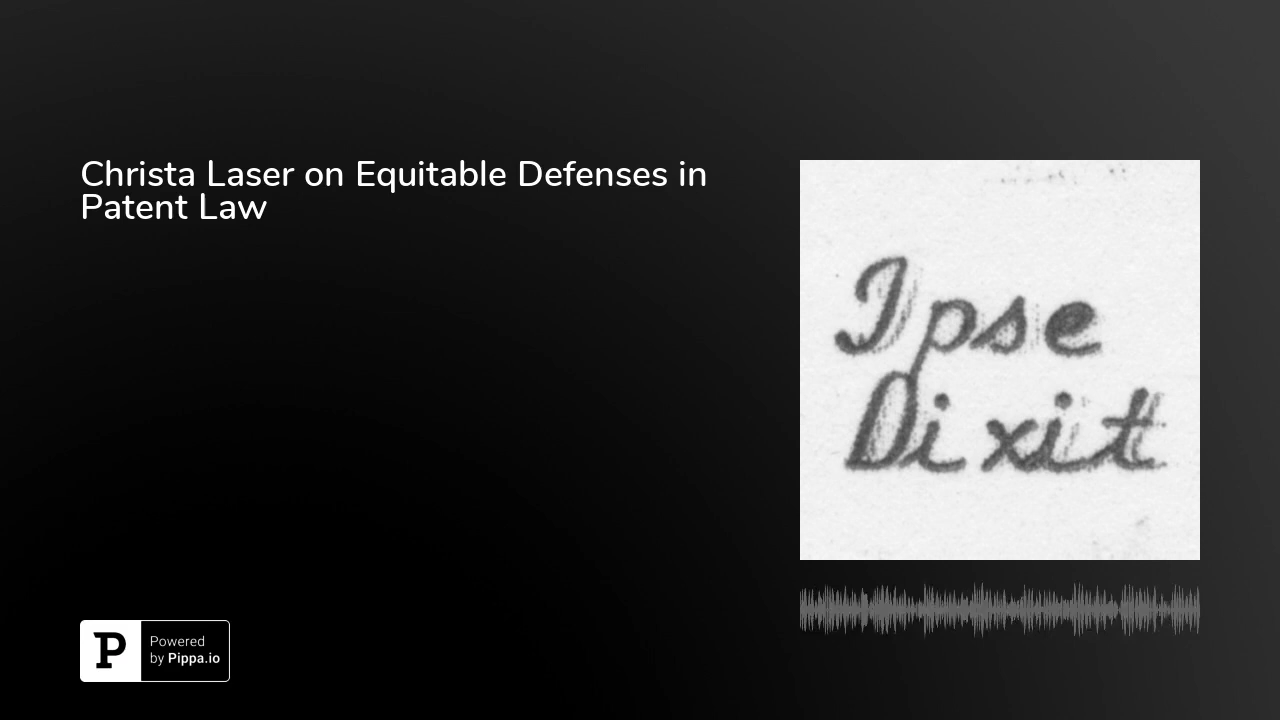 Christa Laser on Equitable Defenses in
Patent Law
Ipse
Dixit
P
Powered
by Pippa.io